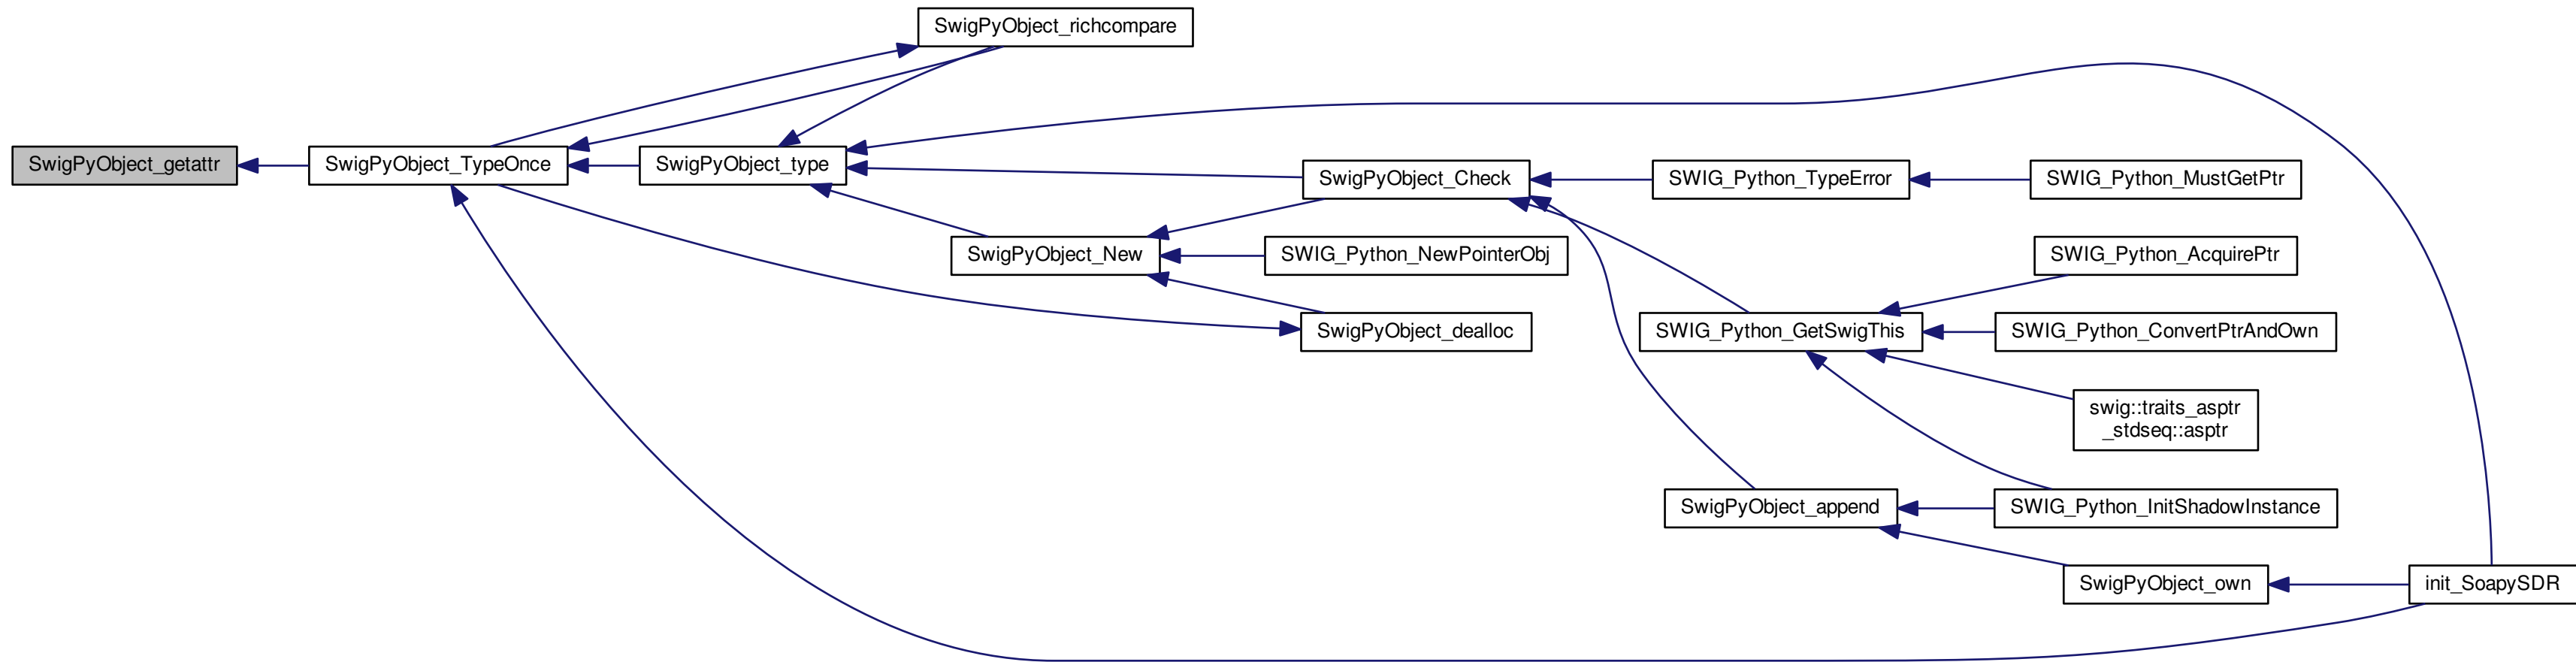 SwigPyObject_richcompare
SwigPyObject_getattr
SwigPyObject_TypeOnce
SwigPyObject_type
SwigPyObject_Check
SWIG_Python_TypeError
SWIG_Python_MustGetPtr
SwigPyObject_New
SWIG_Python_NewPointerObj
SWIG_Python_AcquirePtr
SwigPyObject_dealloc
SWIG_Python_GetSwigThis
SWIG_Python_ConvertPtrAndOwn
swig::traits_asptr
_stdseq::asptr
SwigPyObject_append
SWIG_Python_InitShadowInstance
SwigPyObject_own
init_SoapySDR